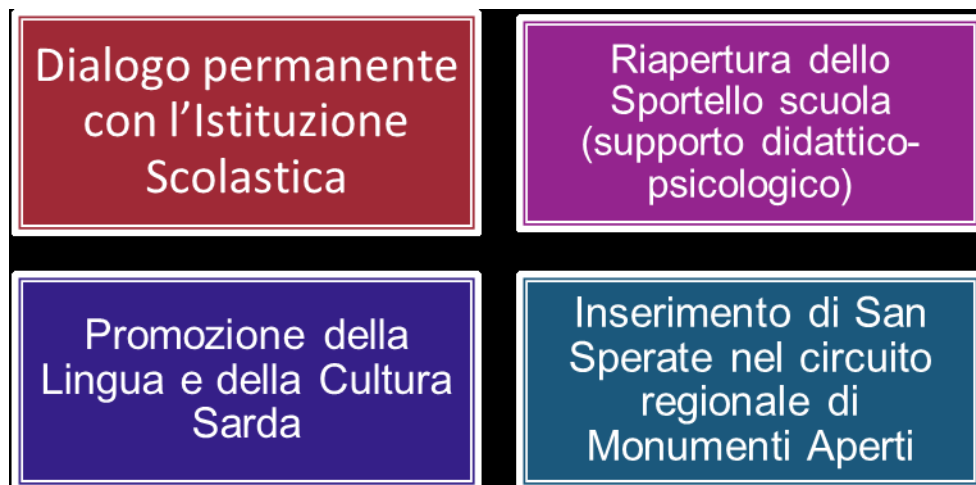 Dialogo permanente
con l’Istituzione
Scolastica
Riapertura dello
Sportello scuola
(supporto didattico-
psicologico)
Promozione della
Lingua e della Cultura
Sarda
Inserimento di San
Sperate nel circuito
regionale di
Monumenti Aperti